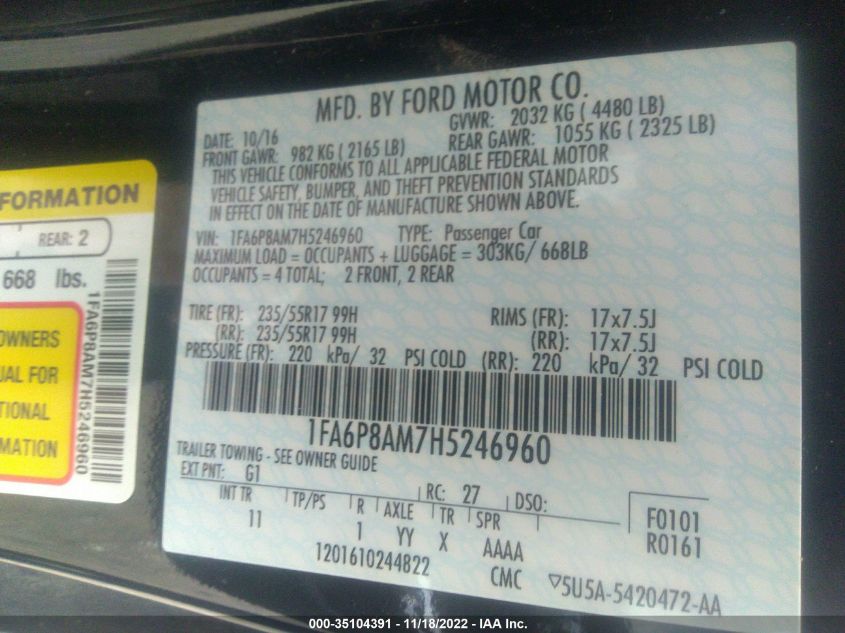 FORMATION
REAR: 2
668 lbs.
OWNERS
UAL FOR
TIONAL
MATION
1FA6P8AM7H5246960
MFD. BY FORD MOTOR CO.
DATE: 10/16 GVWR: 2032 KG ( 4480 LB)
FRONT GAWR: 982 KG ( 2165 LB) REAR GAWR: 1055 KG ( 2325 LB)
THIS VEHICLE CONFORMS TO ALL APPLICABLE FEDERAL MOTOR
VEHICLE SAFETY, BUMPER, AND THEFT PREVENTION STANDARDS
IN EFFECT ON THE DATE OF MANUFACTURE SHOWN ABOVE.
VIN: 1FA6P8AM7H5246960 TYPE: Passenger Car
MAXIMUM LOAD = OCCUPANTS + LUGGAGE = 303KG/ 668LB
OCCUPANTS = 4 TOTAL; 2 FRONT, 2 REAR
TIRE (FR): 235/55R17 99H RIMS (FR): 17x7.5J
(RR): 235/55R17 99H (RR): 17x7.5J
PRESSURE (FR): 220 kPa/ 32 PSI COLD (RR): 220 kPa/ 32 PSI COLD
1FA6P8AM7H5246960
TRAILER TOWING - SEE OWNER GUIDE
EXT PNT: G1 RC: 27 DSO: F0101
INT TR TP/PS R AXLE TR SPR R0161
11 1 YY X AAAA
1201610244822 CMC ▽5U5A-5420472-AA
000-35104391 - 11/18/2022 - IAA Inc.